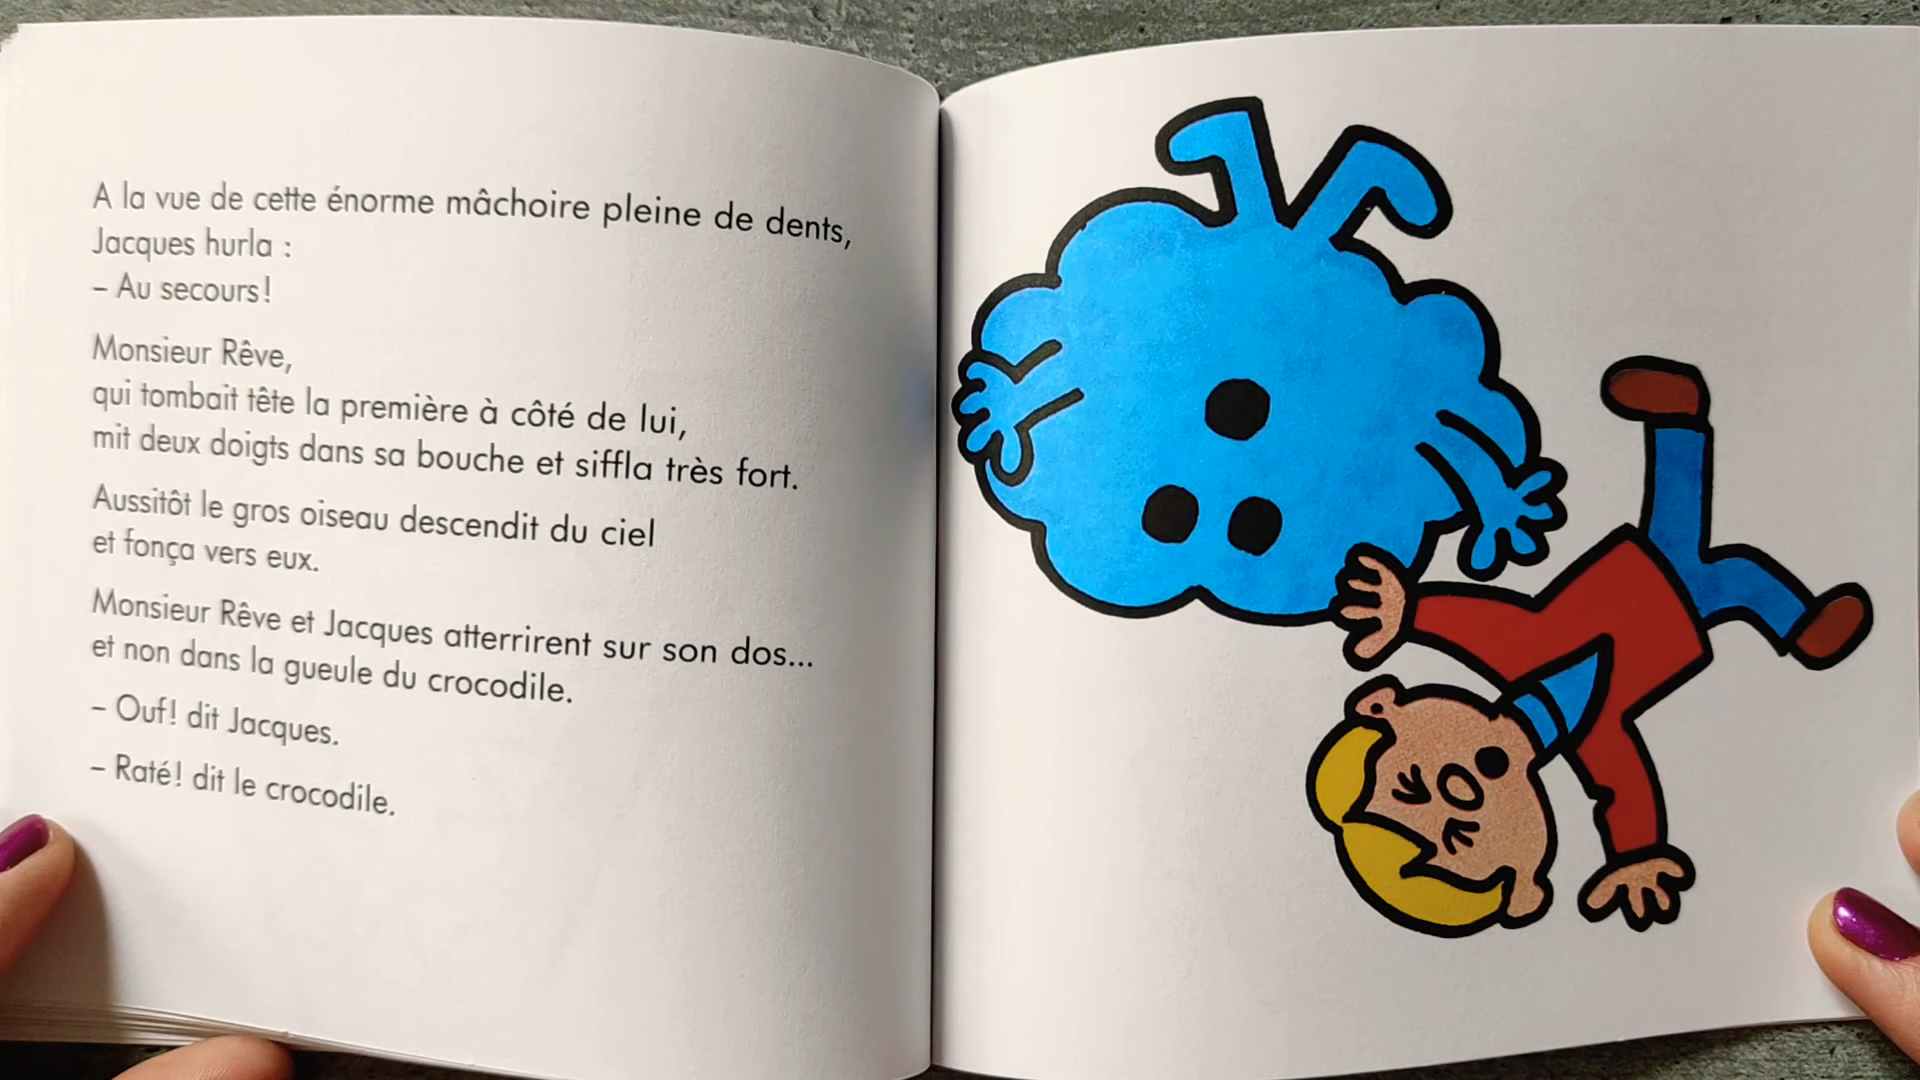 A la vue de cette énorme mâchoire pleine de dents,
Jacques hurla :
– Au secours!
Monsieur Rêve,
qui tombait tête la première à côté de lui,
mit deux doigts dans sa bouche et siffla très fort.
Aussitôt le gros oiseau descendit du ciel
et fonça vers eux.
Monsieur Rêve et Jacques atterrirent sur son dos...
et non dans la gueule du crocodile.
– Ouf! dit Jacques.
– Raté! dit le crocodile.